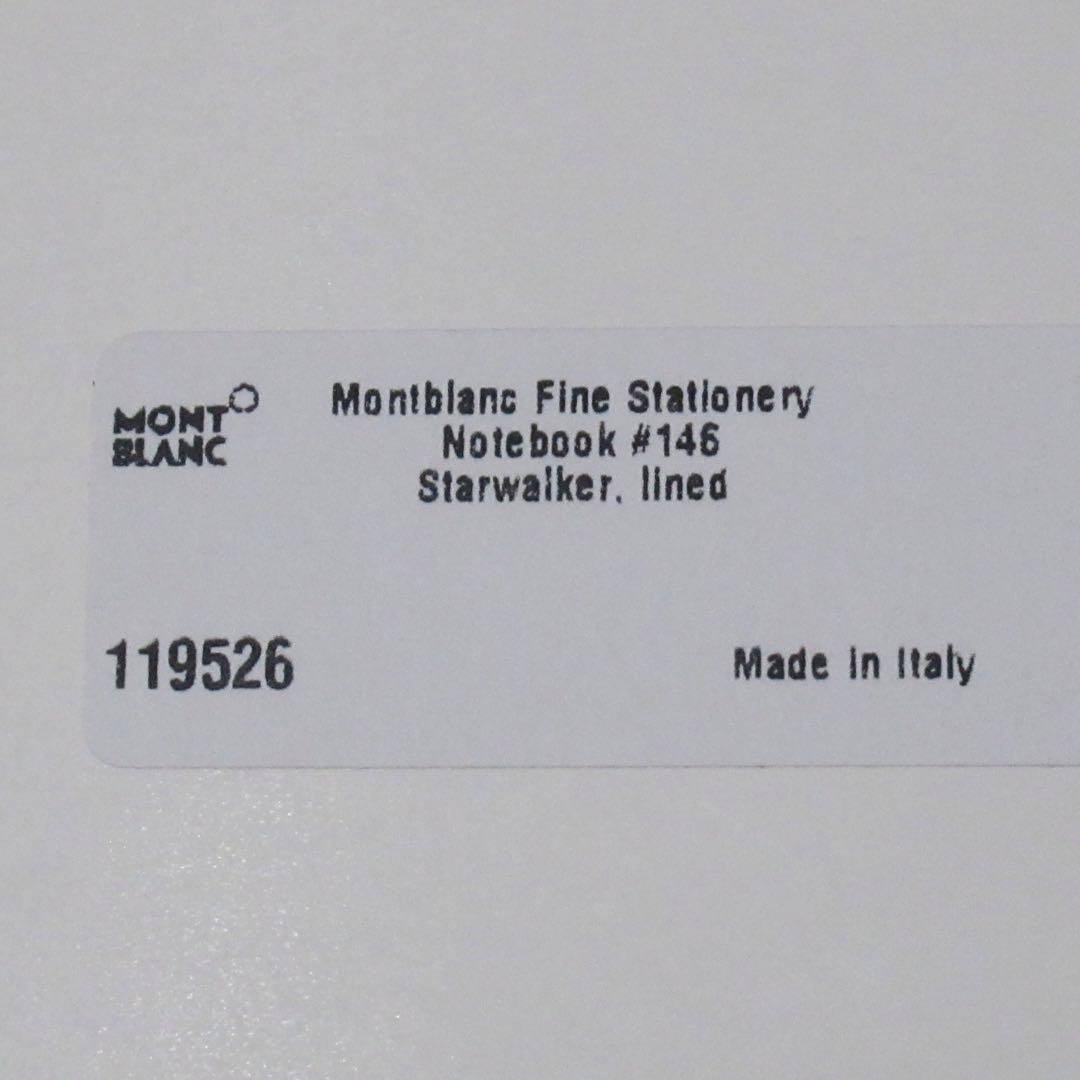 MONT
BLANC
Montblanc Fine Stationery
Notebook #146
Starwalker, lined
119526
Made in Italy